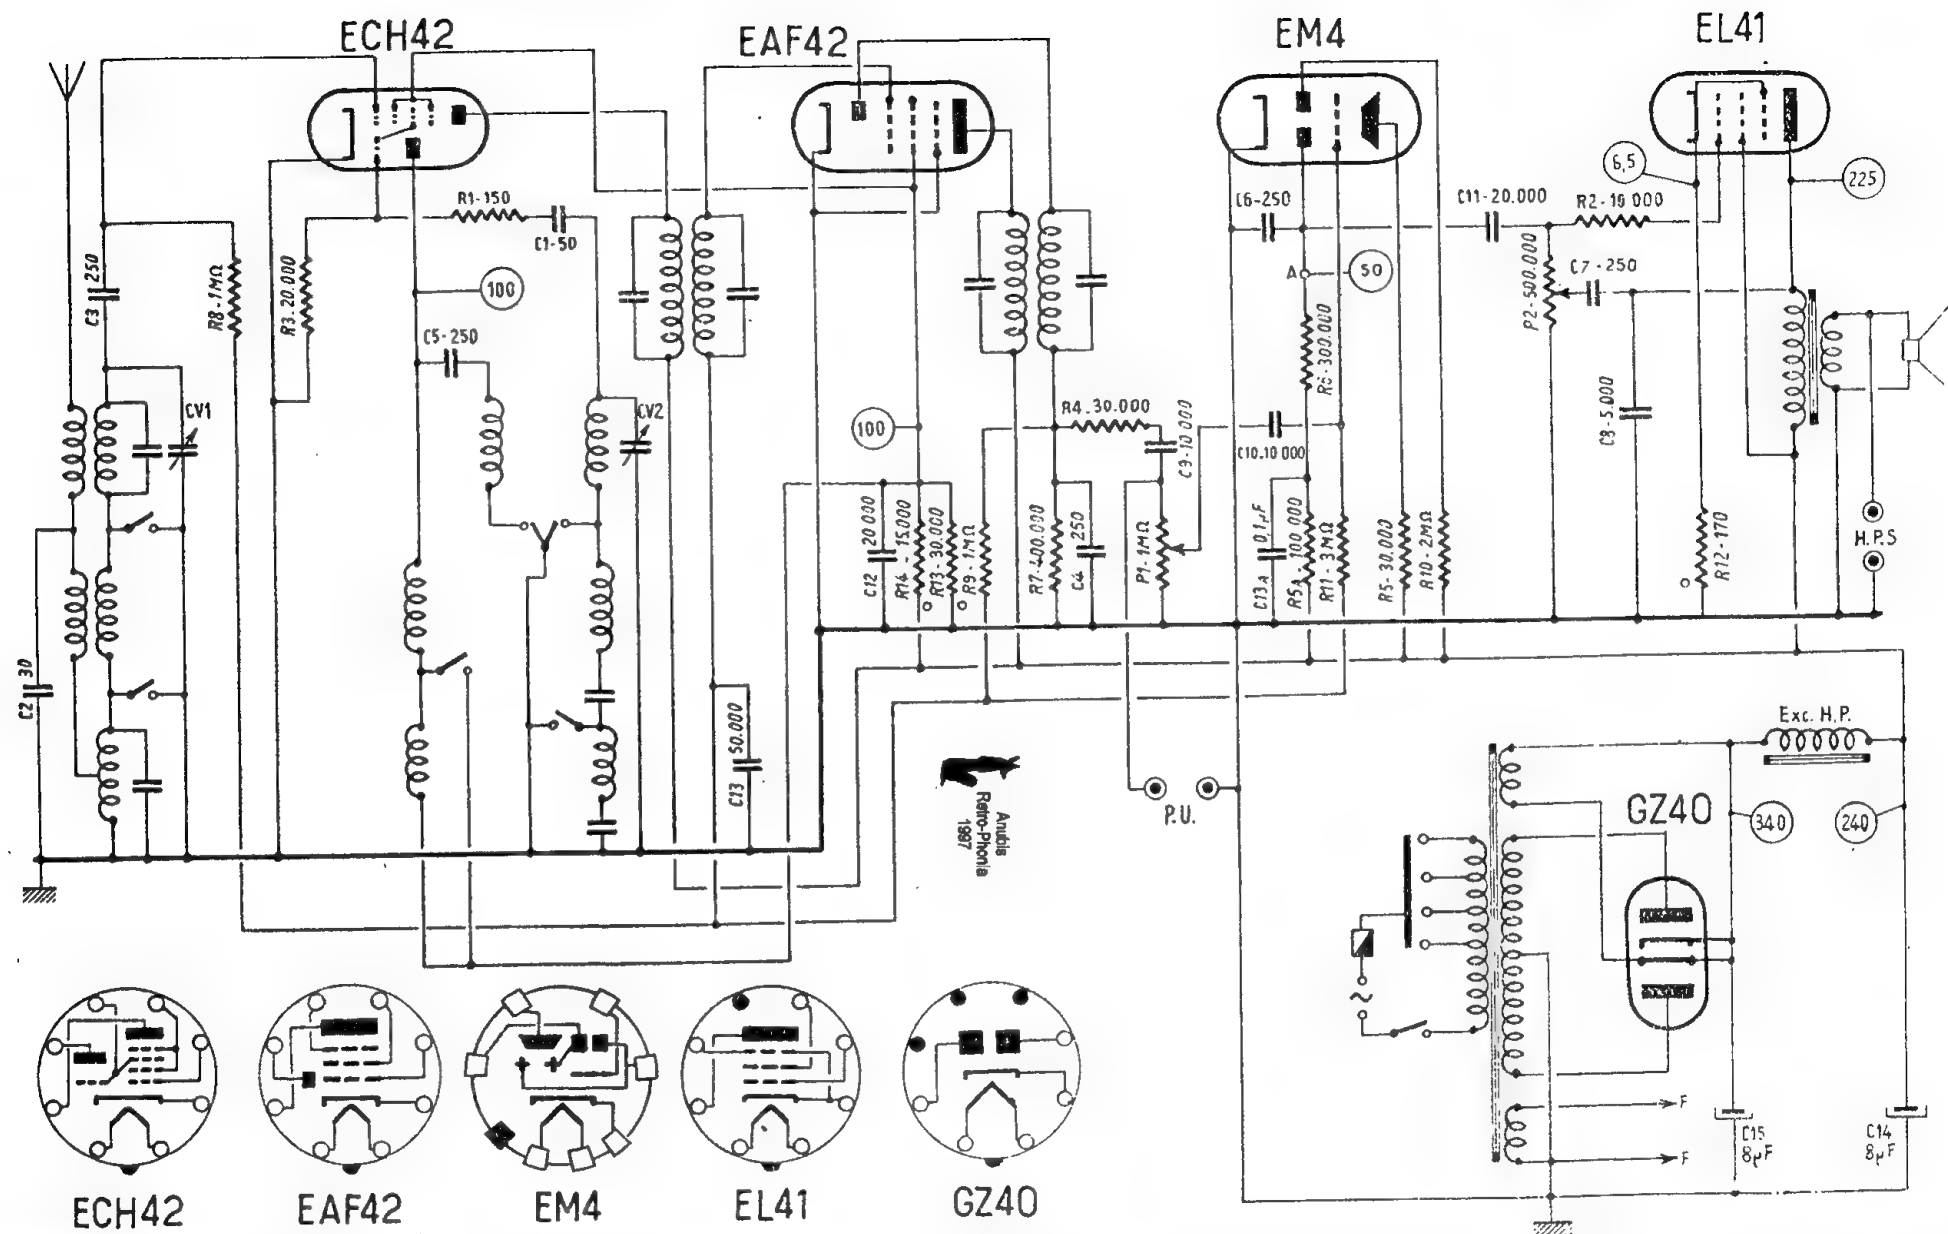 ECH42
EAF42
EM4
EL41
6,5
225
R1-150
C1-50
C6-250
C11-20.000
R2-10 000
C3 250
R8-1MΩ
R3.20.000
100
A
50
P2-500.000
C7-250
C5-250
R6-300.000
CV1
CV2
100
R4.30.000
C9-10.000
C10.10 000
C8-5.000
C12 20.000
R14-15.000
R13-30.000
R9-1MΩ
R7-400.000
C4 250
P1-1MΩ
C13A 0,1µF
R5A-100.000
R11-3MΩ
R5-30.000
R10-2MΩ
R12-170
H.P.S
C2 30
C13 50.000
Anubis
Retro-Phonia
1997
P.U.
Exc. H.P.
GZ40
340
240
~
F
F
C15
8µF
C14
8µF
ECH42
EAF42
EM4
EL41
GZ40